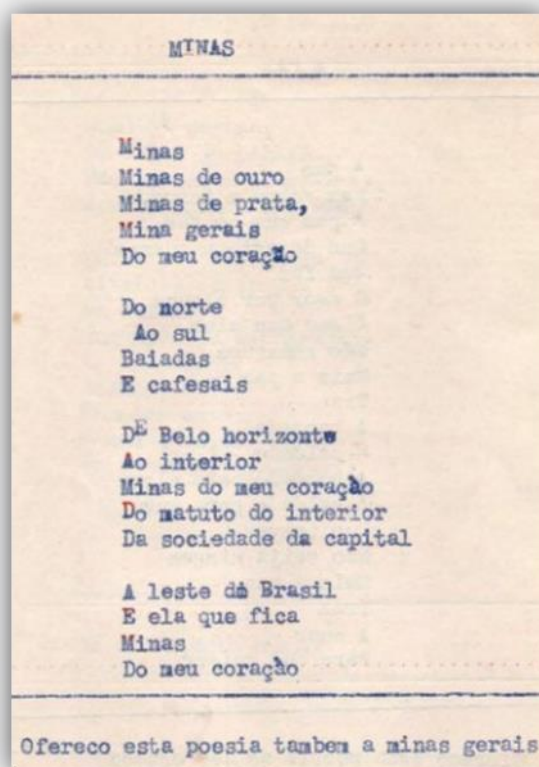 MINAS
Minas
Minas de ouro
Minas de prata,
Mina gerais
Do meu coração
Do norte
Ao sul
Baiadas
E cafesais
DE Belo horizonte
Ao interior
Minas do meu coração
Do matuto do interior
Da sociedade da capital
A leste do Brasil
E ela que fica
Minas
Do meu coração
Ofereco esta poesia tambem a minas gerais